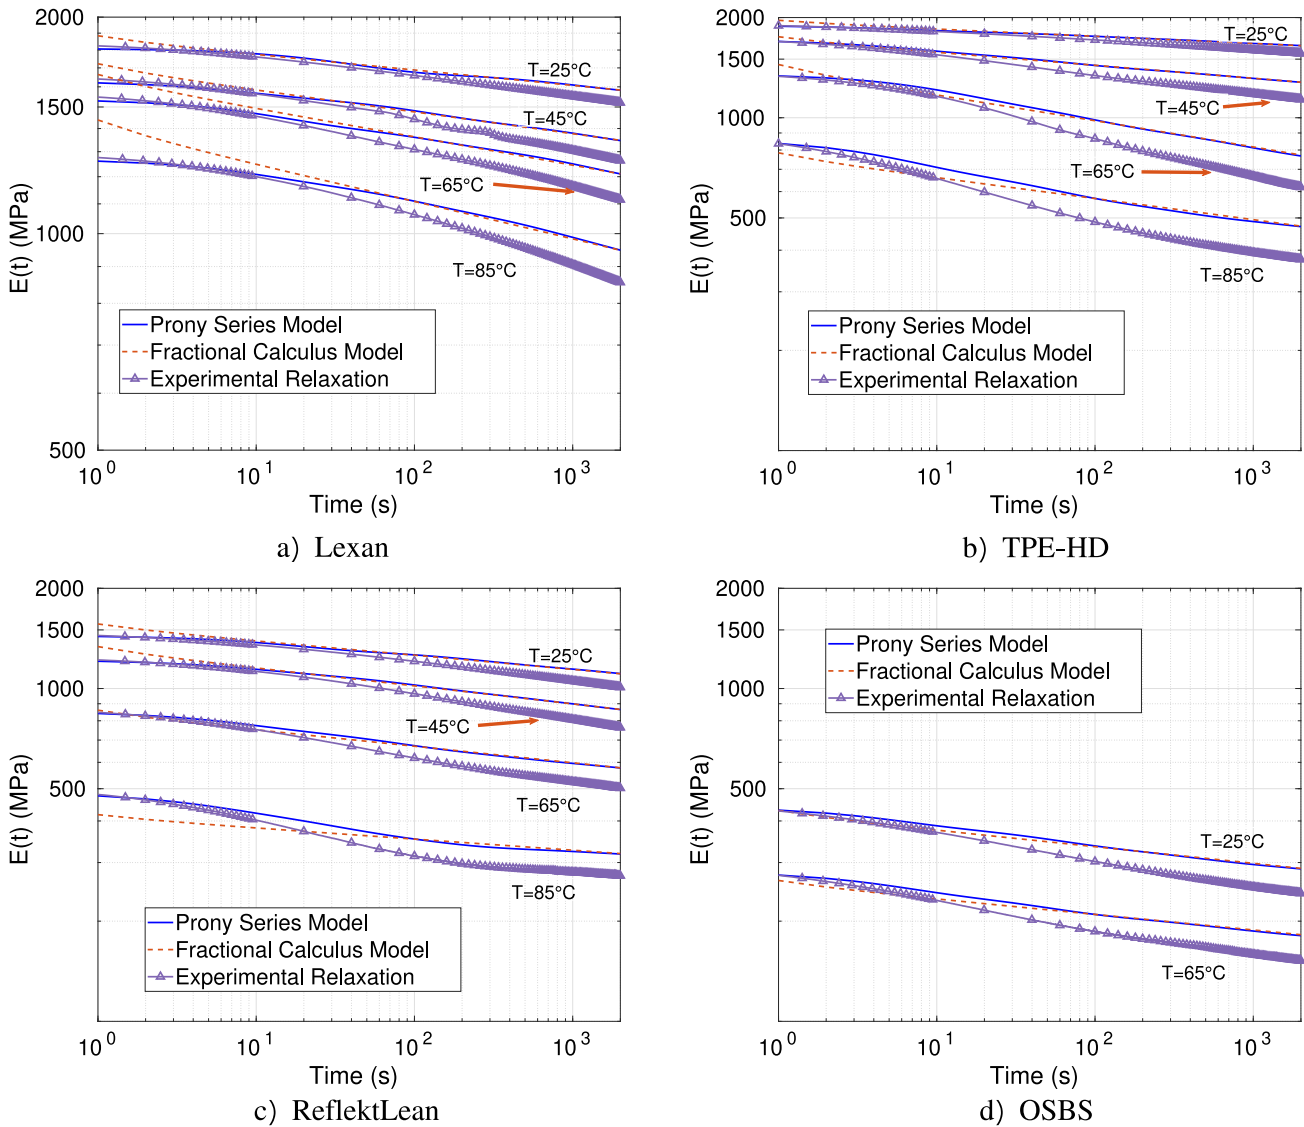 2000
1500
1000
500
E(t) (MPa)
T=25°C
T=45°C
T=65°C
T=85°C
Prony Series Model
Fractional Calculus Model
Experimental Relaxation
10^0
10^1
10^2
10^3
Time (s)
a) Lexan
2000
1500
1000
500
E(t) (MPa)
T=25°C
T=45°C
T=65°C
T=85°C
Prony Series Model
Fractional Calculus Model
Experimental Relaxation
10^0
10^1
10^2
10^3
Time (s)
b) TPE-HD
2000
1500
1000
500
E(t) (MPa)
T=25°C
T=45°C
T=65°C
T=85°C
Prony Series Model
Fractional Calculus Model
Experimental Relaxation
10^0
10^1
10^2
10^3
Time (s)
c) ReflektLean
2000
1500
1000
500
E(t) (MPa)
Prony Series Model
Fractional Calculus Model
Experimental Relaxation
T=25°C
T=65°C
10^0
10^1
10^2
10^3
Time (s)
d) OSBS